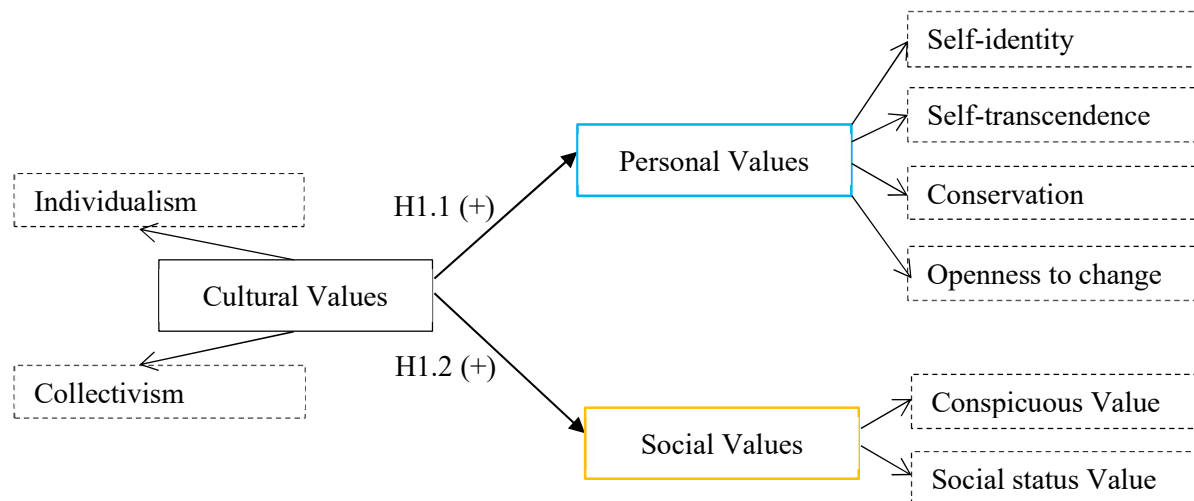 Self-identity
Self-transcendence
Personal Values
Individualism
Conservation
H1.1 (+)
Openness to change
Cultural Values
H1.2 (+)
Collectivism
Conspicuous Value
Social Values
Social status Value